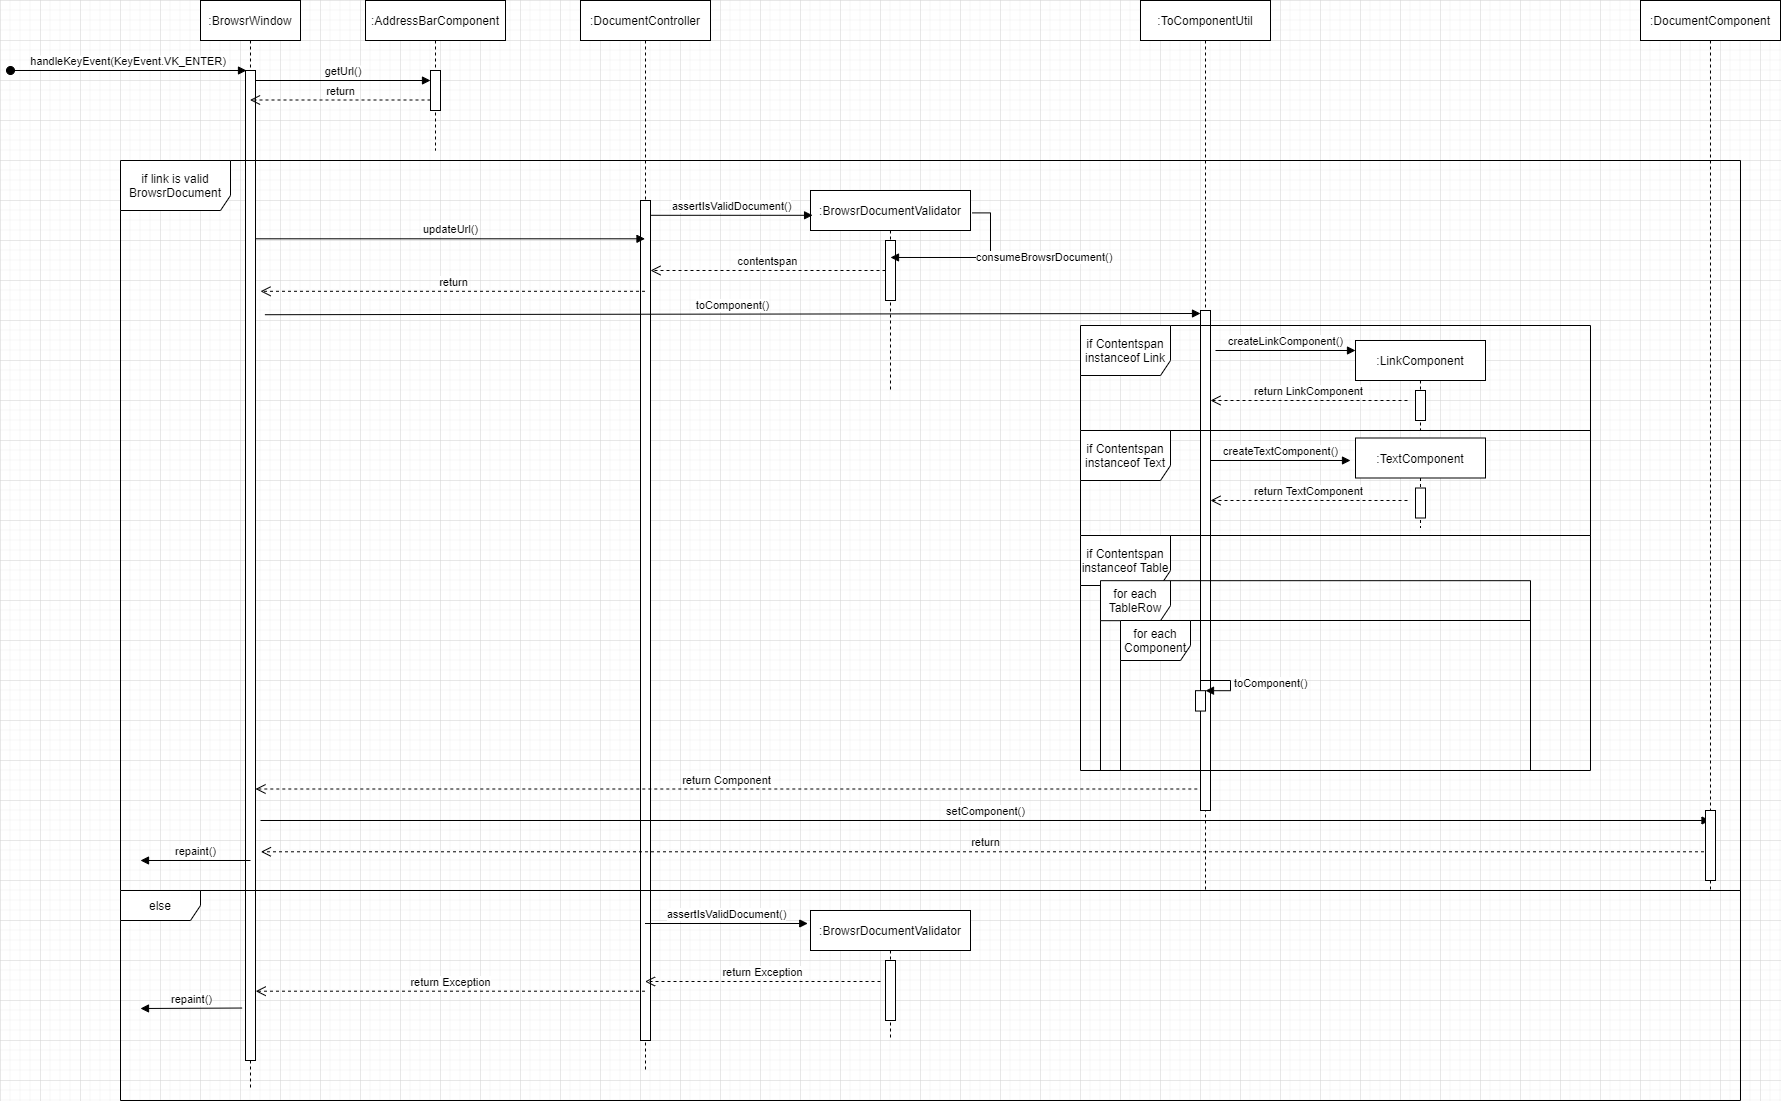 :BrowsrWindow
:AddressBarComponent
:DocumentController
:ToComponentUtil
:DocumentComponent
handleKeyEvent(KeyEvent.VK_ENTER)
getUrl()
return
if link is valid
BrowsrDocument
assertIsValidDocument()
:BrowsrDocumentValidator
updateUrl()
consumeBrowsrDocument()
contentspan
return
toComponent()
if Contentspan
instanceof Link
createLinkComponent()
:LinkComponent
return LinkComponent
if Contentspan
instanceof Text
createTextComponent()
:TextComponent
return TextComponent
if Contentspan
instanceof Table
for each
TableRow
for each
Component
toComponent()
return Component
setComponent()
return
repaint()
else
assertIsValidDocument()
:BrowsrDocumentValidator
return Exception
return Exception
repaint()